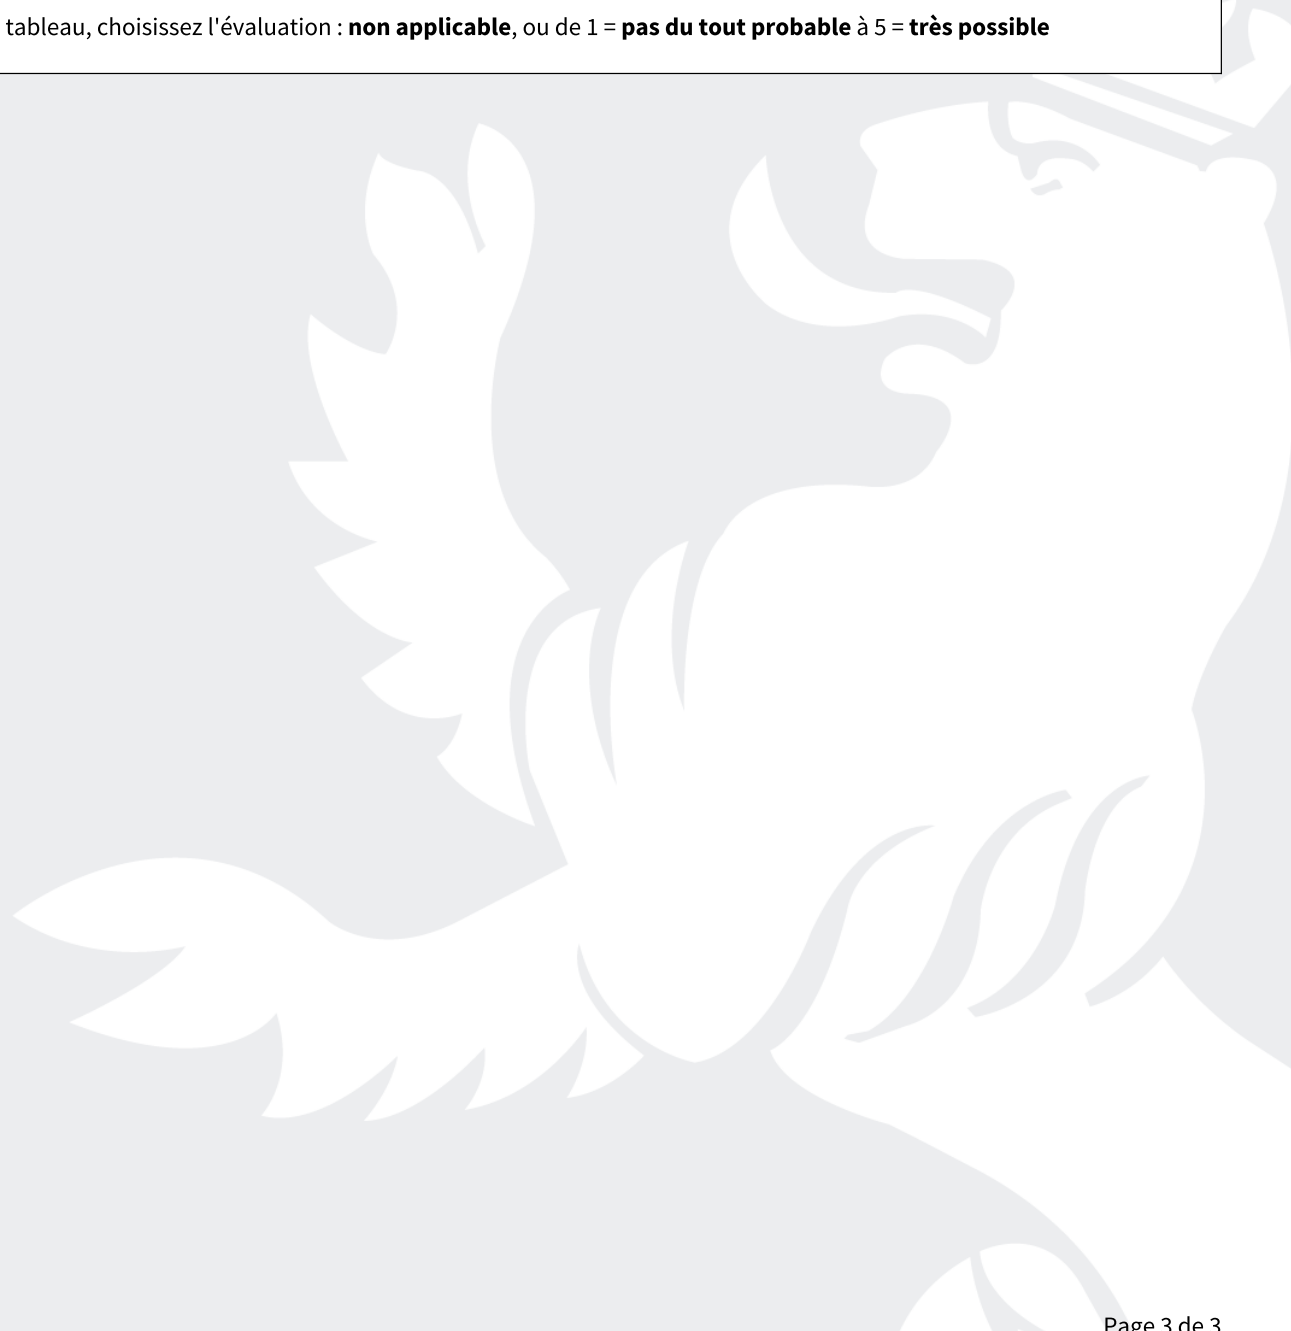 tableau, choisissez l'évaluation : non applicable, ou de 1 = pas du tout probable à 5 = très possible
Page 3 de 3